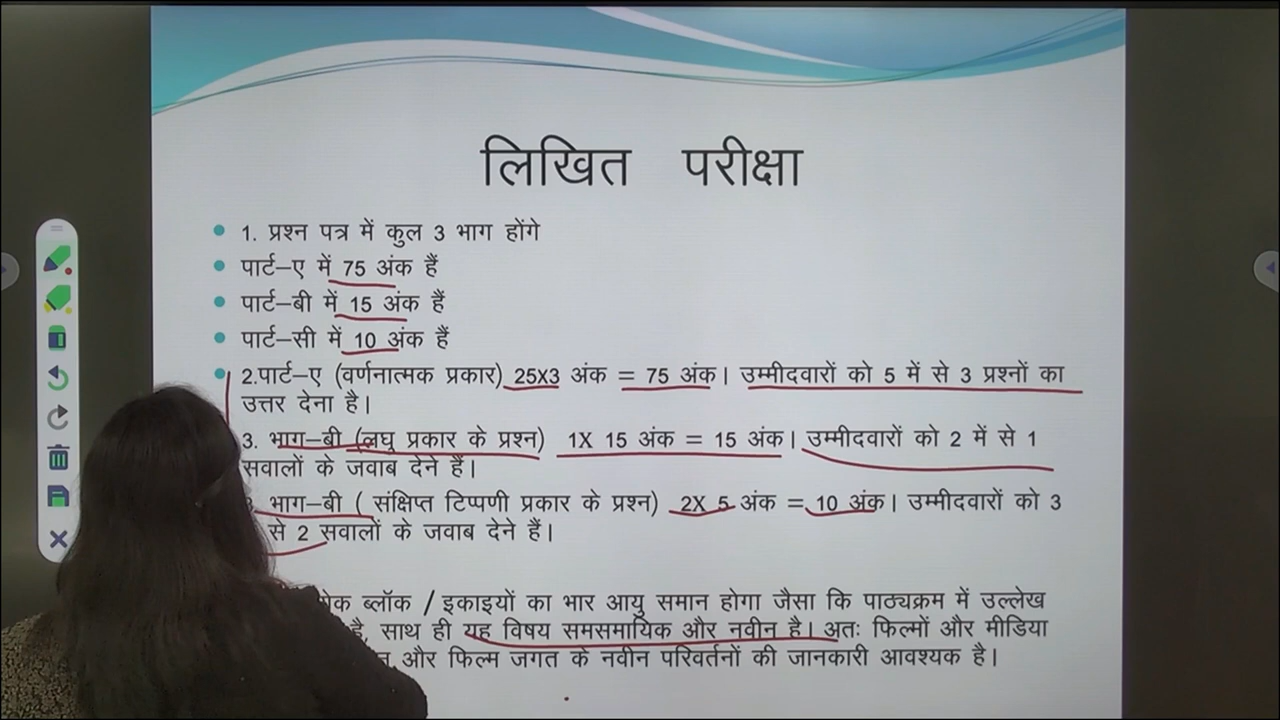 लिखित परीक्षा
1. प्रश्न पत्र में कुल 3 भाग होंगे
पार्ट–ए में 75 अंक हैं
पार्ट–बी में 15 अंक हैं
पार्ट–सी में 10 अंक हैं
2.पार्ट–ए (वर्णनात्मक प्रकार) 25X3 अंक = 75 अंक। उम्मीदवारों को 5 में से 3 प्रश्नों का
उत्तर देना है।
3. भाग–बी (लघु प्रकार के प्रश्न) 1X 15 अंक = 15 अंक। उम्मीदवारों को 2 में से 1
सवालों के जवाब देने हैं।
भाग–बी ( संक्षिप्त टिप्पणी प्रकार के प्रश्न) 2X 5 अंक = 10 अंक। उम्मीदवारों को 3
से 2 सवालों के जवाब देने हैं।
ब्लॉक / इकाइयों का भार आयु समान होगा जैसा कि पाठ्यक्रम में उल्लेख
है, साथ ही यह विषय समसमायिक और नवीन है। अतः फिल्मों और मीडिया
और फिल्म जगत के नवीन परिवर्तनों की जानकारी आवश्यक है।